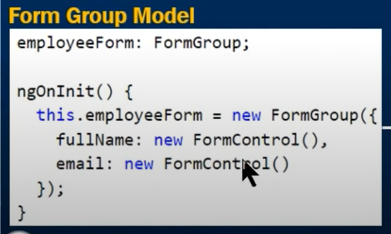 Form Group Model
employeeForm: FormGroup;
ngOnInit() {
this.employeeForm = new FormGroup({
fullName: new FormControl(),
email: new FormControl()
});
}